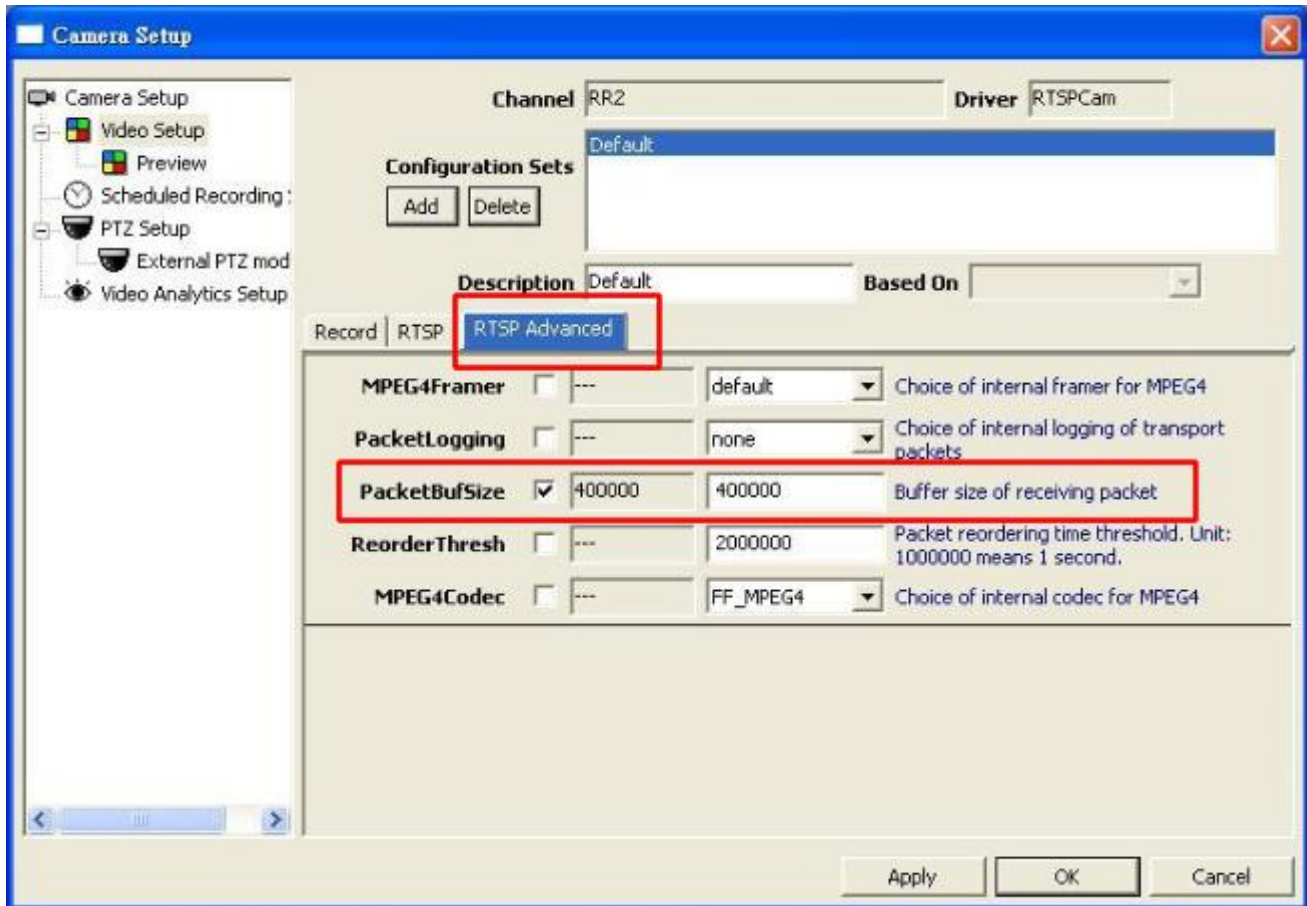 Camera Setup
Camera Setup
Video Setup
Preview
Scheduled Recording :
PTZ Setup
External PTZ mod
Video Analytics Setup
Channel RR2 Driver RTSPCam
Configuration Sets Default
Add Delete
Description Default Based On
Record RTSP RTSP Advanced
MPEG4Framer --- default Choice of internal framer for MPEG4
PacketLogging --- none Choice of internal logging of transport
packets
PacketBufSize 400000 400000 Buffer size of receiving packet
ReorderThresh --- 2000000 Packet reordering time threshold. Unit:
1000000 means 1 second.
MPEG4Codec --- FF_MPEG4 Choice of internal codec for MPEG4
Apply OK Cancel